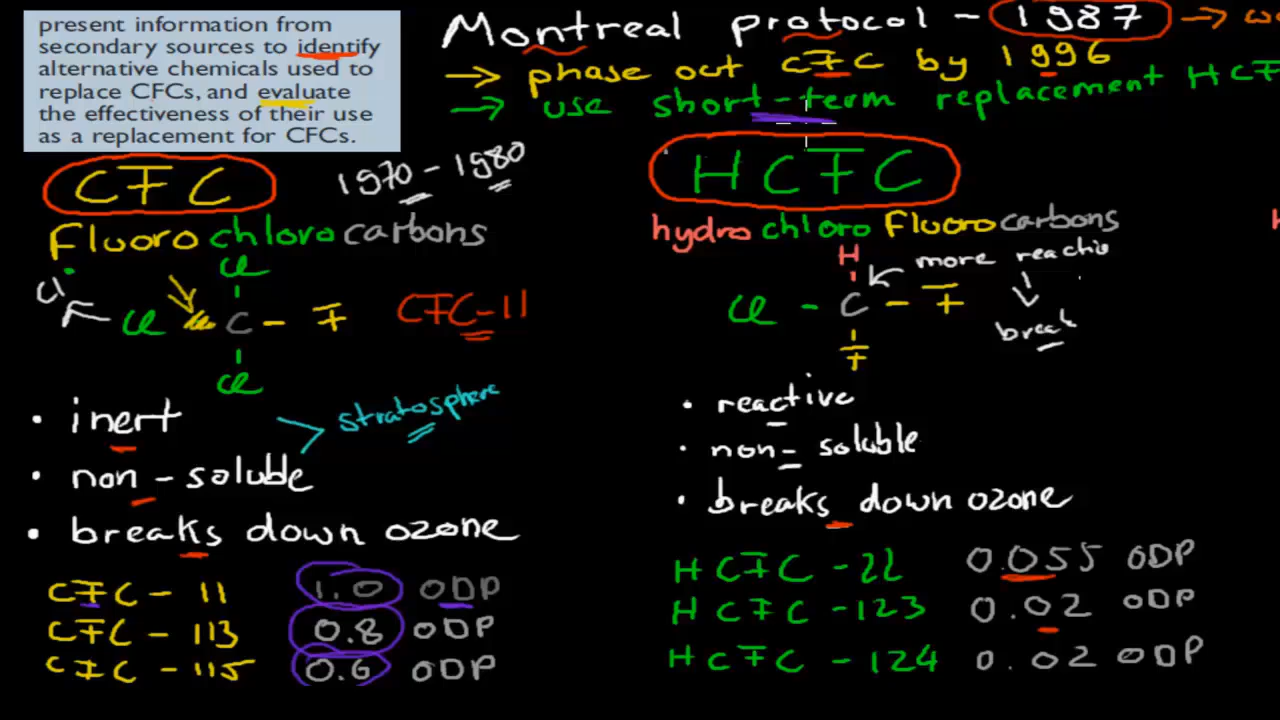 present information from
secondary sources to identify
alternative chemicals used to
replace CFCs, and evaluate
the effectiveness of their use
as a replacement for CFCs.
Montreal protocol - 1987 →
→ phase out CFC by 1996
→ use short-term replacement HCF
CFC
1970 - 1980
Fluoro chloro carbons
Cl
Cl Cl C - F CFC-11
Cl
• inert
stratosphere
• non - soluble
• breaks down ozone
CFC - 11 1.0 ODP
CFC - 113 0.8 ODP
CFC - 115 0.6 ODP
HCFC
hydro chloro Fluoro carbons
H more reactiv
Cl - C - F
break
F
• reactive
• non - soluble
• breaks down ozone
HCFC - 22 0.055 ODP
HCFC - 123 0.02 ODP
HCFC - 124 0.02 ODP